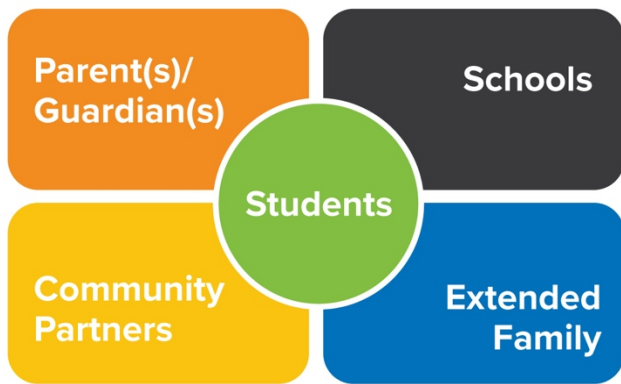 Parent(s)/
Guardian(s)
Schools
Students
Community
Partners
Extended
Family